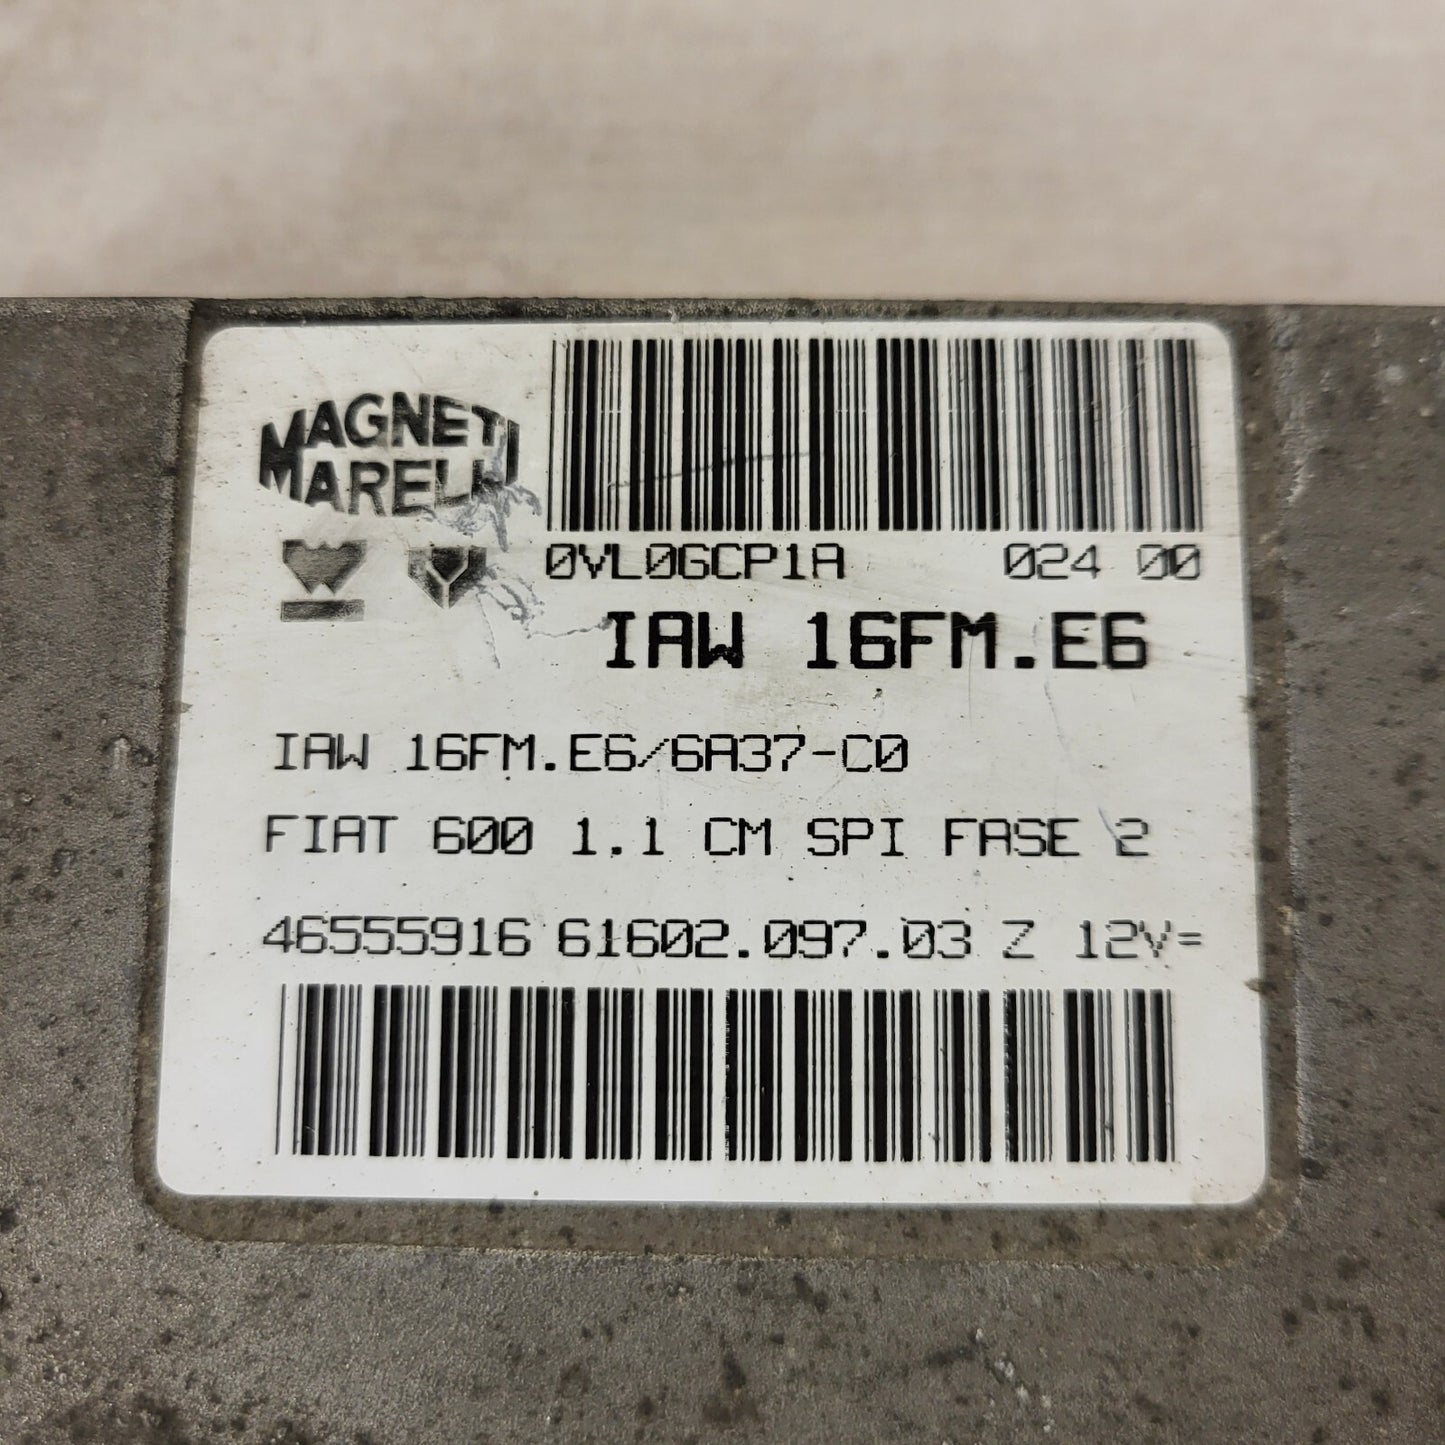 MAGNETI
MARELLI
0VL06CP1A 024 00
IAW 16FM.E6
IAW 16FM.E6/6A37-C0
FIAT 600 1.1 CM SPI FASE 2
46555916 61602.097.03 Z 12V=